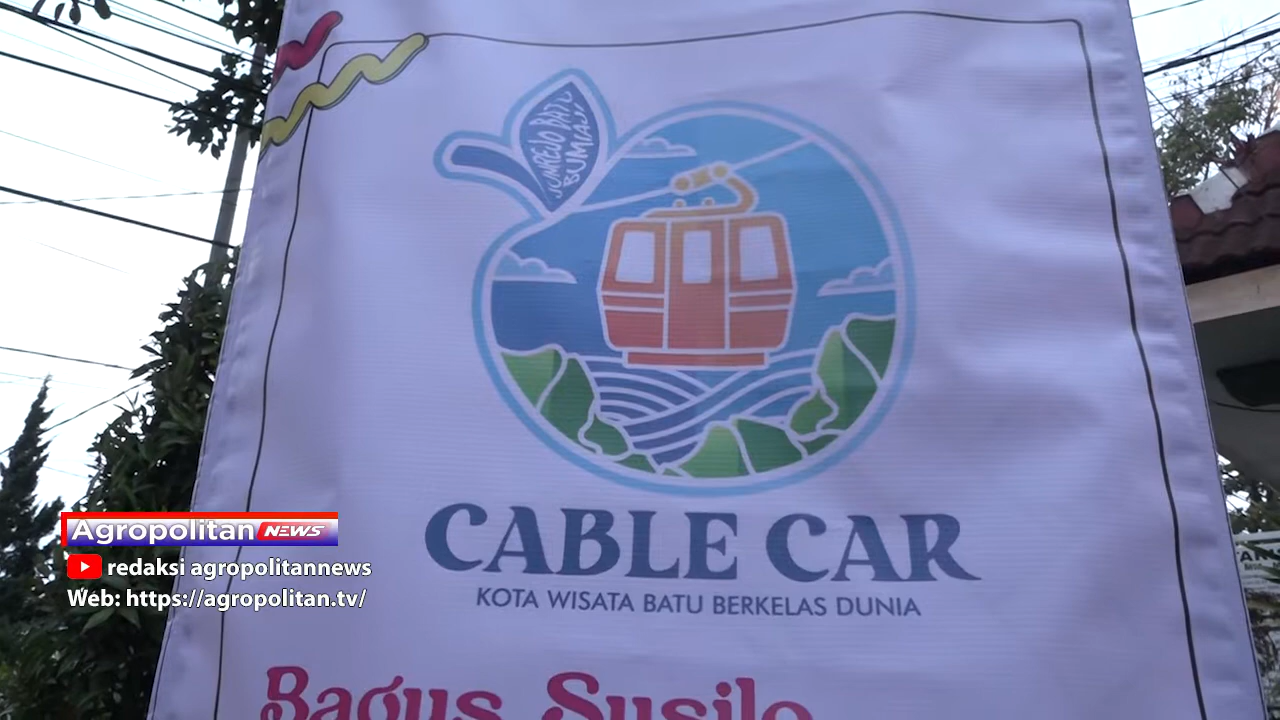 JUNREJO BATU
BUMIAJI
CABLE CAR
KOTA WISATA BATU BERKELAS DUNIA
Agropolitan NEWS
redaksi agropolitannews
Web: https://agropolitan.tv/
Bagus Susilo